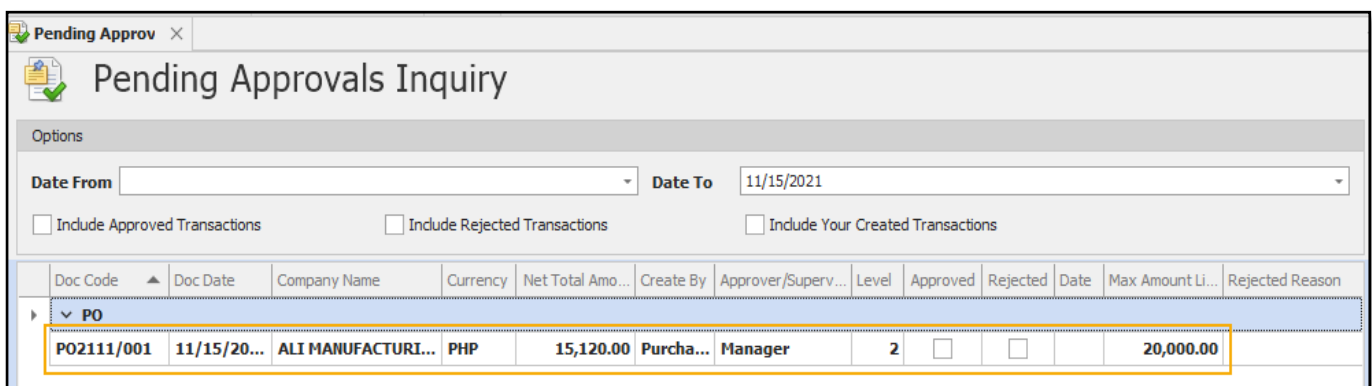 Pending Approv
Pending Approvals Inquiry
Options
Date From Date To 11/15/2021
Include Approved Transactions Include Rejected Transactions Include Your Created Transactions
Doc Code Doc Date Company Name Currency Net Total Amo... Create By Approver/Superv... Level Approved Rejected Date Max Amount Li... Rejected Reason
PO
PO2111/001 11/15/20... ALI MANUFACTURI... PHP 15,120.00 Purcha... Manager 2 20,000.00